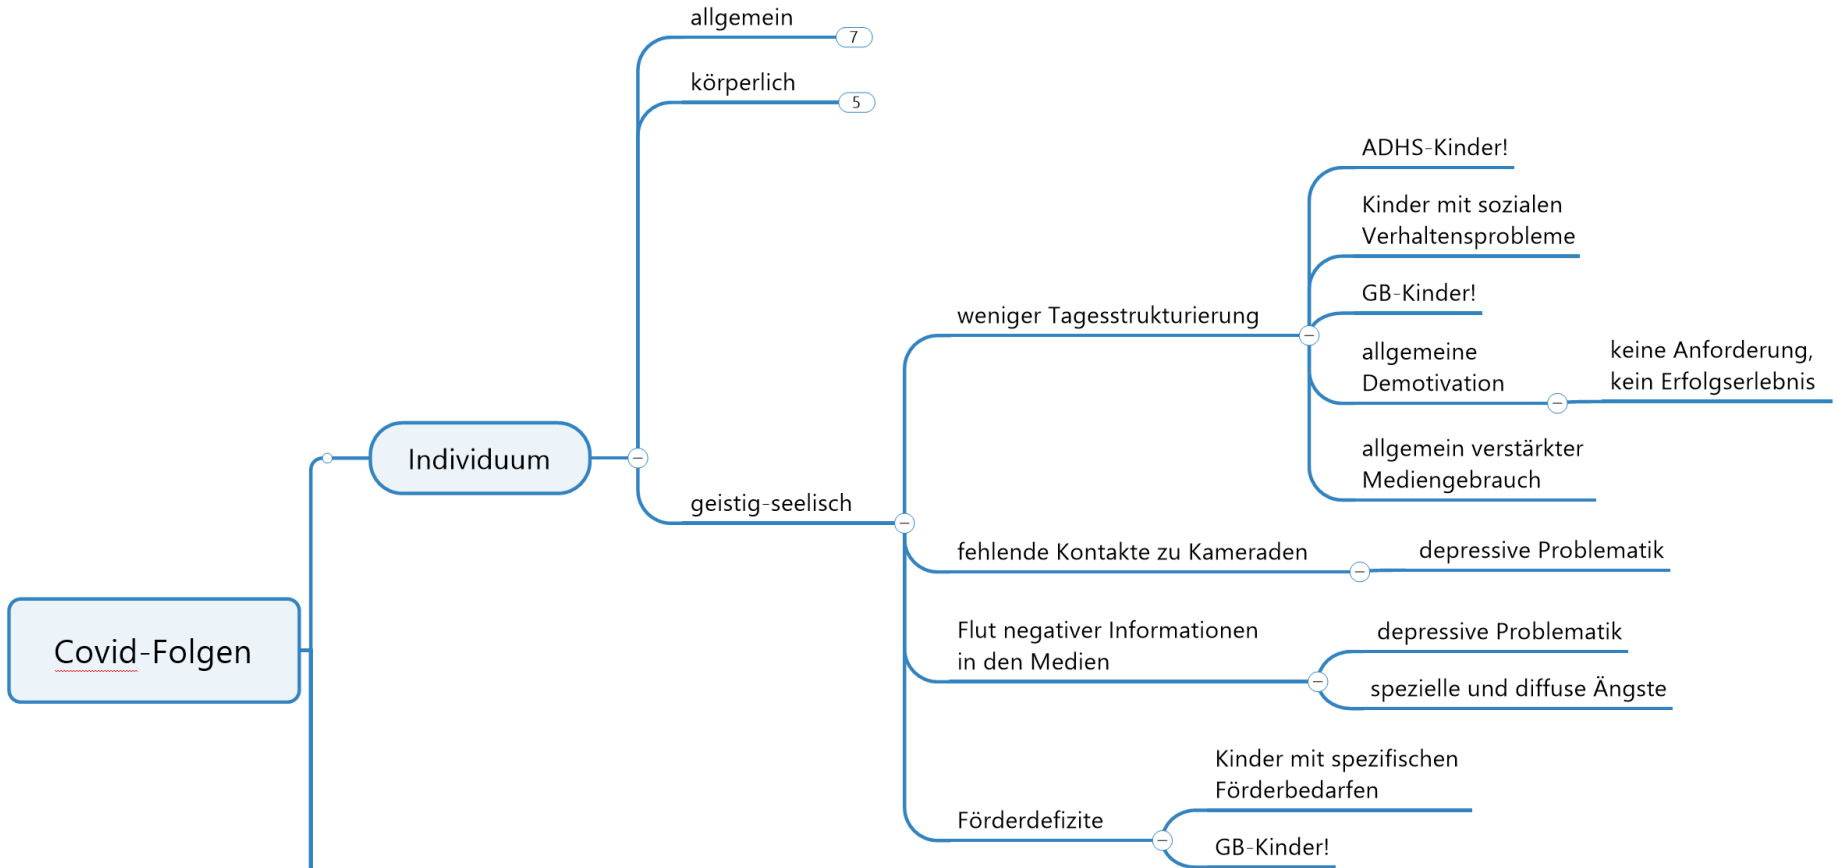 allgemein
7
körperlich
5
ADHS-Kinder!
Kinder mit sozialen
Verhaltensprobleme
GB-Kinder!
weniger Tagesstrukturierung
allgemeine
Demotivation
keine Anforderung,
kein Erfolgserlebnis
allgemein verstärkter
Mediengebrauch
Individuum
geistig-seelisch
fehlende Kontakte zu Kameraden
depressive Problematik
Covid-Folgen
Flut negativer Informationen
in den Medien
depressive Problematik
spezielle und diffuse Ängste
Förderdefizite
Kinder mit spezifischen
Förderbedarfen
GB-Kinder!